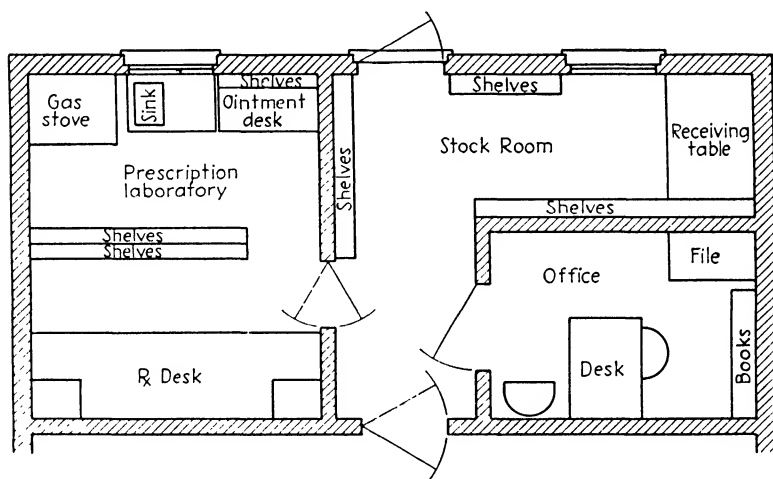 Gas
stove
Sink
Shelves
Ointment
desk
Prescription
laboratory
Shelves
Shelves
℞ Desk
Shelves
Shelves
Stock Room
Receiving
table
Shelves
Office
File
Desk
Books